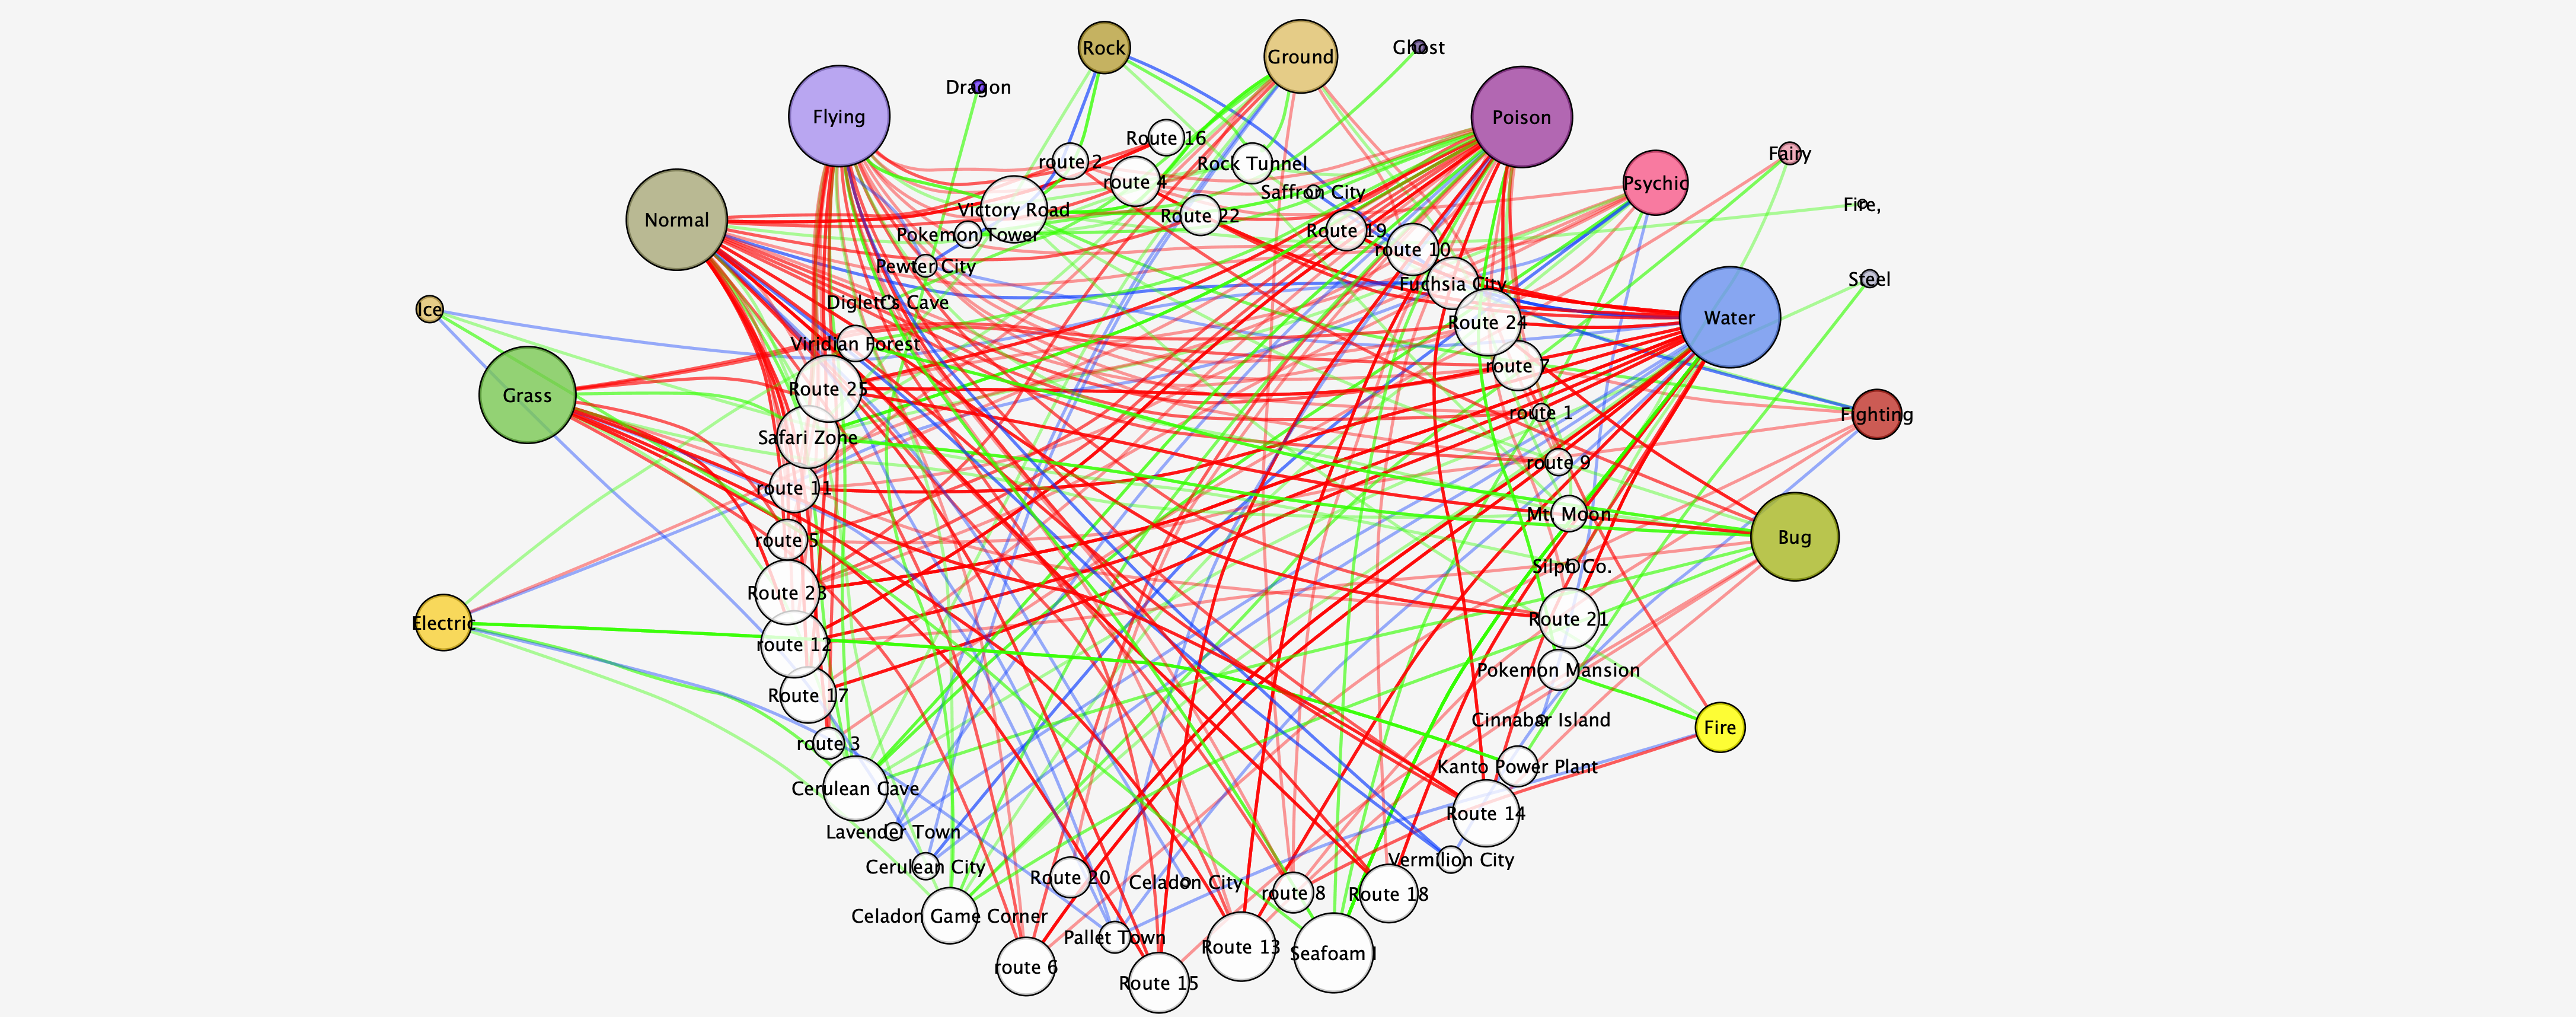 Rock
Ground
Ghost
Dragon
Flying
Poison
Route 16
Fairy
route 2
Rock Tunnel
route 4
Psychic
Saffron City
Fire,
Victory Road
Route 22
Normal
Route 19
Pokemon Tower
route 10
Pewter City
Steel
Fuchsia City
Diglett's Cave
Ice
Water
Route 24
Viridian Forest
route 7
Route 25
Grass
route 1
Fighting
Safari Zone
route 9
route 11
Mt. Moon
Bug
route 5
Silph Co.
Route 23
Route 21
Electric
route 12
Pokemon Mansion
Route 17
Cinnabar Island
Fire
route 3
Kanto Power Plant
Cerulean Cave
Route 14
Lavender Town
Vermilion City
Cerulean City
Route 20
Celadon City
route 8
Route 18
Celadon Game Corner
Pallet Town
Route 13
Seafoam I
route 6
Route 15